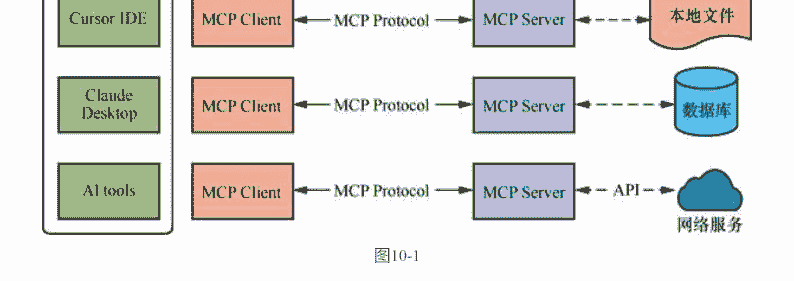 Cursor IDE
MCP Client
MCP Protocol
MCP Server
本地文件
Claude
Desktop
MCP Client
MCP Protocol
MCP Server
数据库
AI tools
MCP Client
MCP Protocol
MCP Server
API
网络服务
图10-1